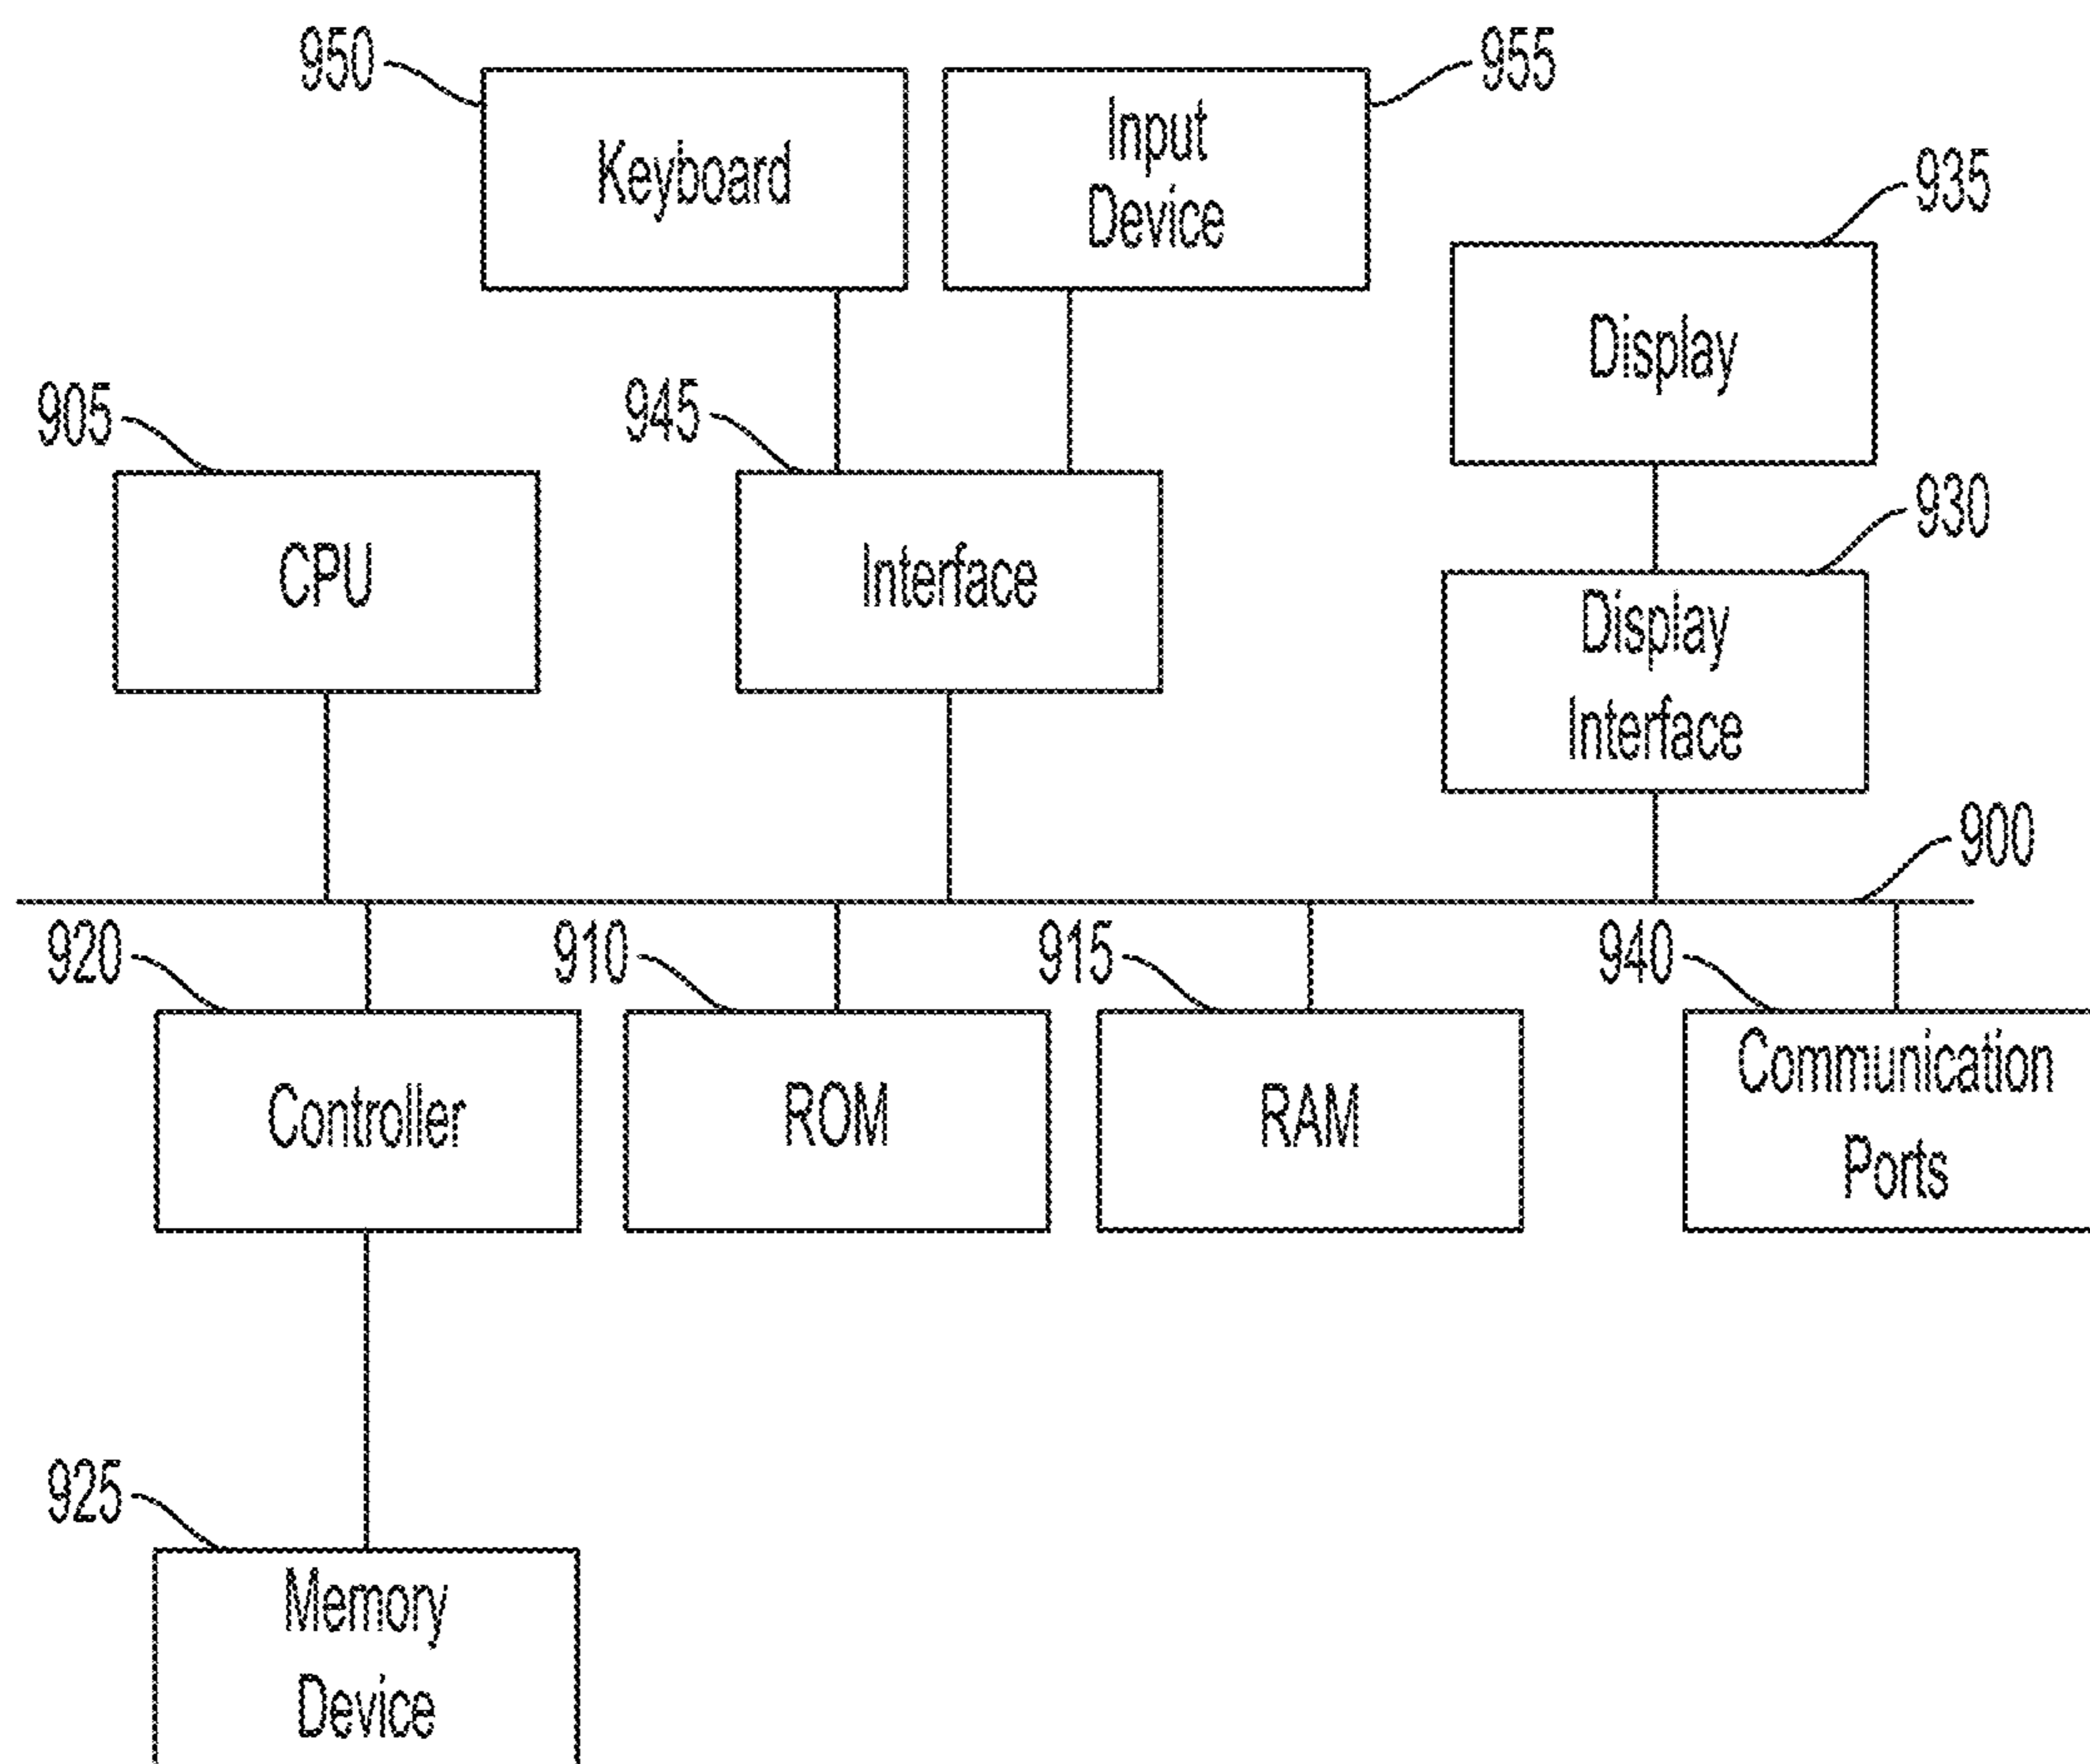 950
Keyboard
Input
Device
955
935
Display
905
CPU
945
Interface
930
Display
Interface
900
920
Controller
910
ROM
915
RAM
940
Communication
Ports
925
Memory
Device